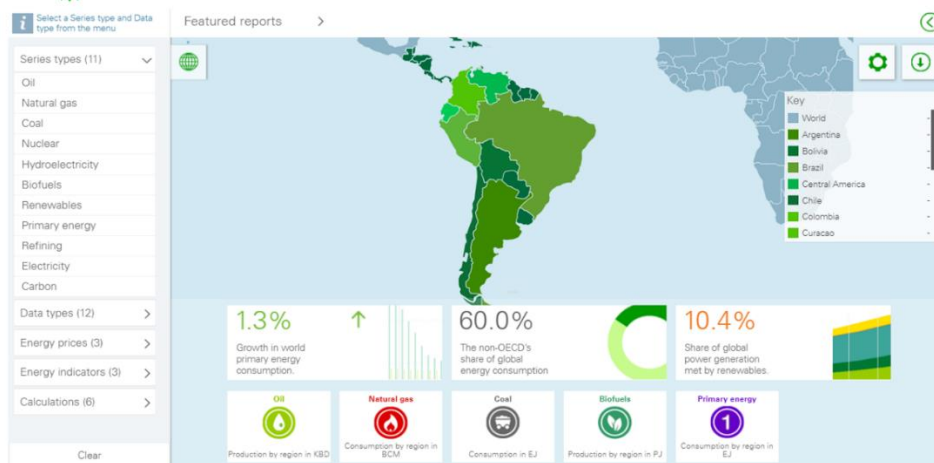 Select a Series type and Data
type from the menu
Featured reports
Series types (11)
Oil
Natural gas
Coal
Nuclear
Hydroelectricity
Biofuels
Renewables
Primary energy
Refining
Electricity
Carbon
Data types (12)
Energy prices (3)
Energy indicators (3)
Calculations (6)
Clear
Key
World -
Argentina -
Bolivia -
Brazil -
Central America -
Chile -
Colombia -
Curacao -
1.3%
Growth in world
primary energy
consumption.
60.0%
The non-OECD's
share of global
energy consumption
10.4%
Share of global
power generation
met by renewables.
Oil
Production by region in KBD
Natural gas
Consumption by region in
BCM
Coal
Consumption in EJ
Biofuels
Production by region in PJ
Primary energy
1
Consumption by region in
EJ